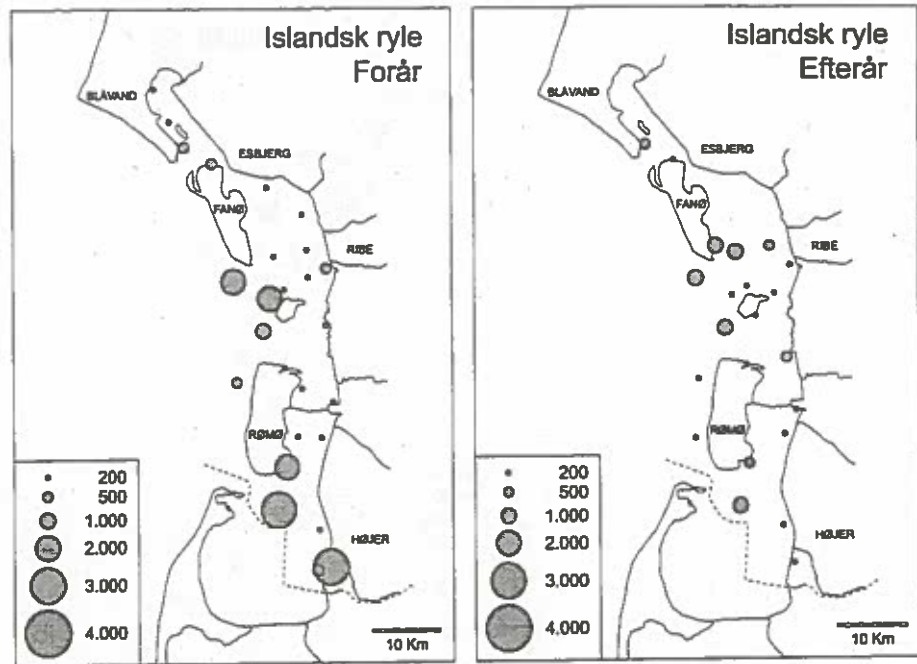 Islandsk ryle
Forår
BLÅVAND
ESBJERG
FANØ
RIBE
RØMØ
HØJER
200
500
1.000
2.000
3.000
4.000
10 Km
Islandsk ryle
Efterår
BLÅVAND
ESBJERG
FANØ
RIBE
RØMØ
HØJER
200
500
1.000
2.000
3.000
4.000
10 Km